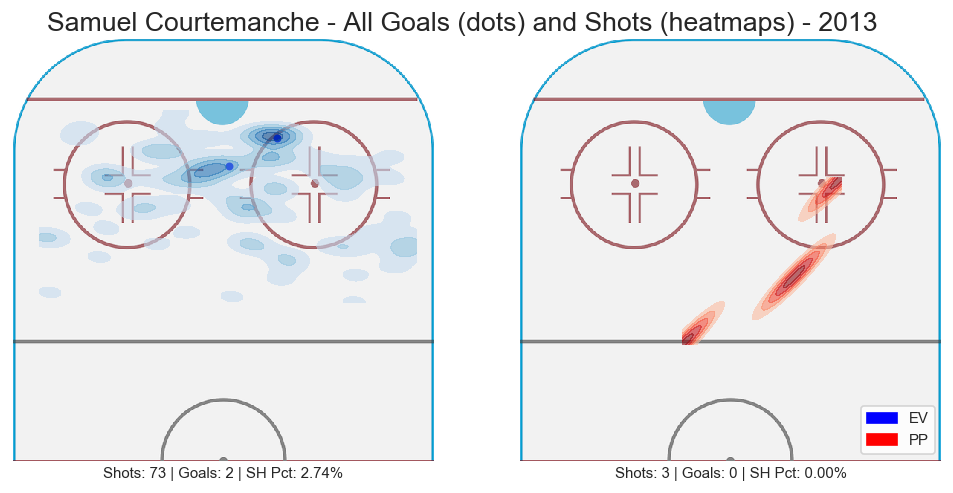 Samuel Courtemanche - All Goals (dots) and Shots (heatmaps) - 2013
EV
PP
Shots: 73 | Goals: 2 | SH Pct: 2.74%
Shots: 3 | Goals: 0 | SH Pct: 0.00%